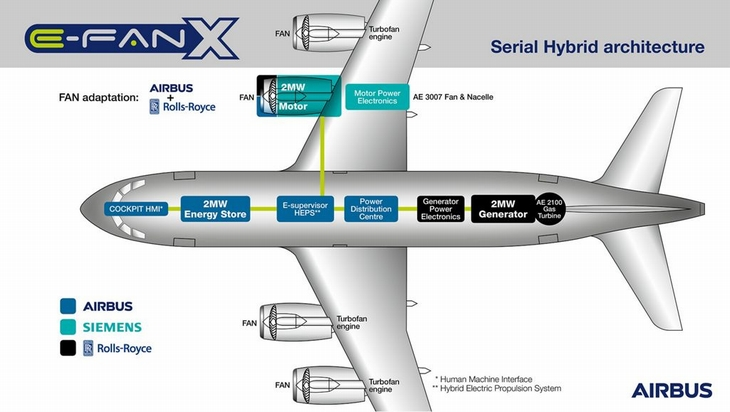 E-FAN X
Serial Hybrid architecture
FAN
Turbofan
engine
FAN adaptation:
AIRBUS
+
Rolls-Royce
FAN
2MW
Motor
Motor Power
Electronics
AE 3007 Fan & Nacelle
COCKPIT HMI*
2MW
Energy Store
E-supervisor
HEPS**
Power
Distribution
Centre
Generator
Power
Electronics
2MW
Generator
AE 2100
Gas
Turbine
AIRBUS
SIEMENS
Rolls-Royce
FAN
Turbofan
engine
FAN
Turbofan
engine
* Human Machine Interface
** Hybrid Electric Propulsion System
AIRBUS